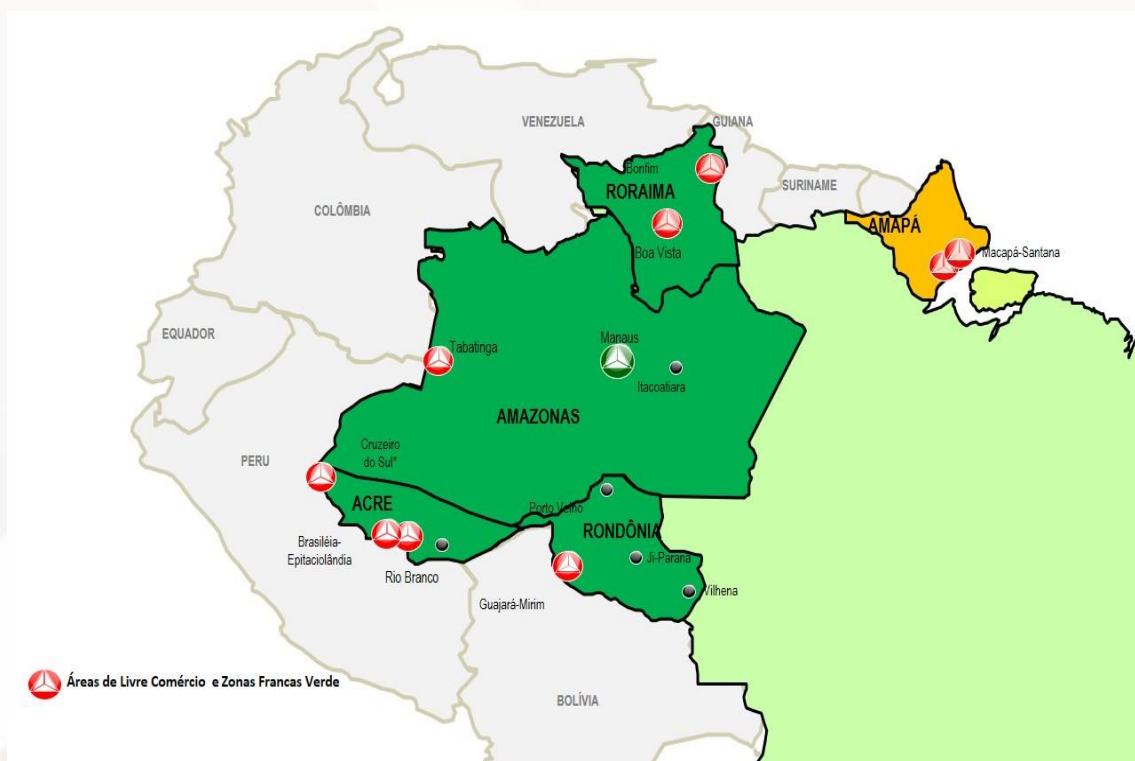 VENEZUELA
GUIANA
Bonfim
RORAIMA
SURINAME
COLÔMBIA
AMAPÁ
Boa Vista
Macapá-Santana
EQUADOR
Manaus
Tabatinga
Itacoatiara
AMAZONAS
Cruzeiro
do Sul*
PERU
ACRE
Porto Velho
RONDÔNIA
Brasiléia-
Epitaciolândia
Ji-Paraná
Rio Branco
Vilhena
Guajará-Mirim
Áreas de Livre Comércio e Zonas Francas Verde
BOLÍVIA